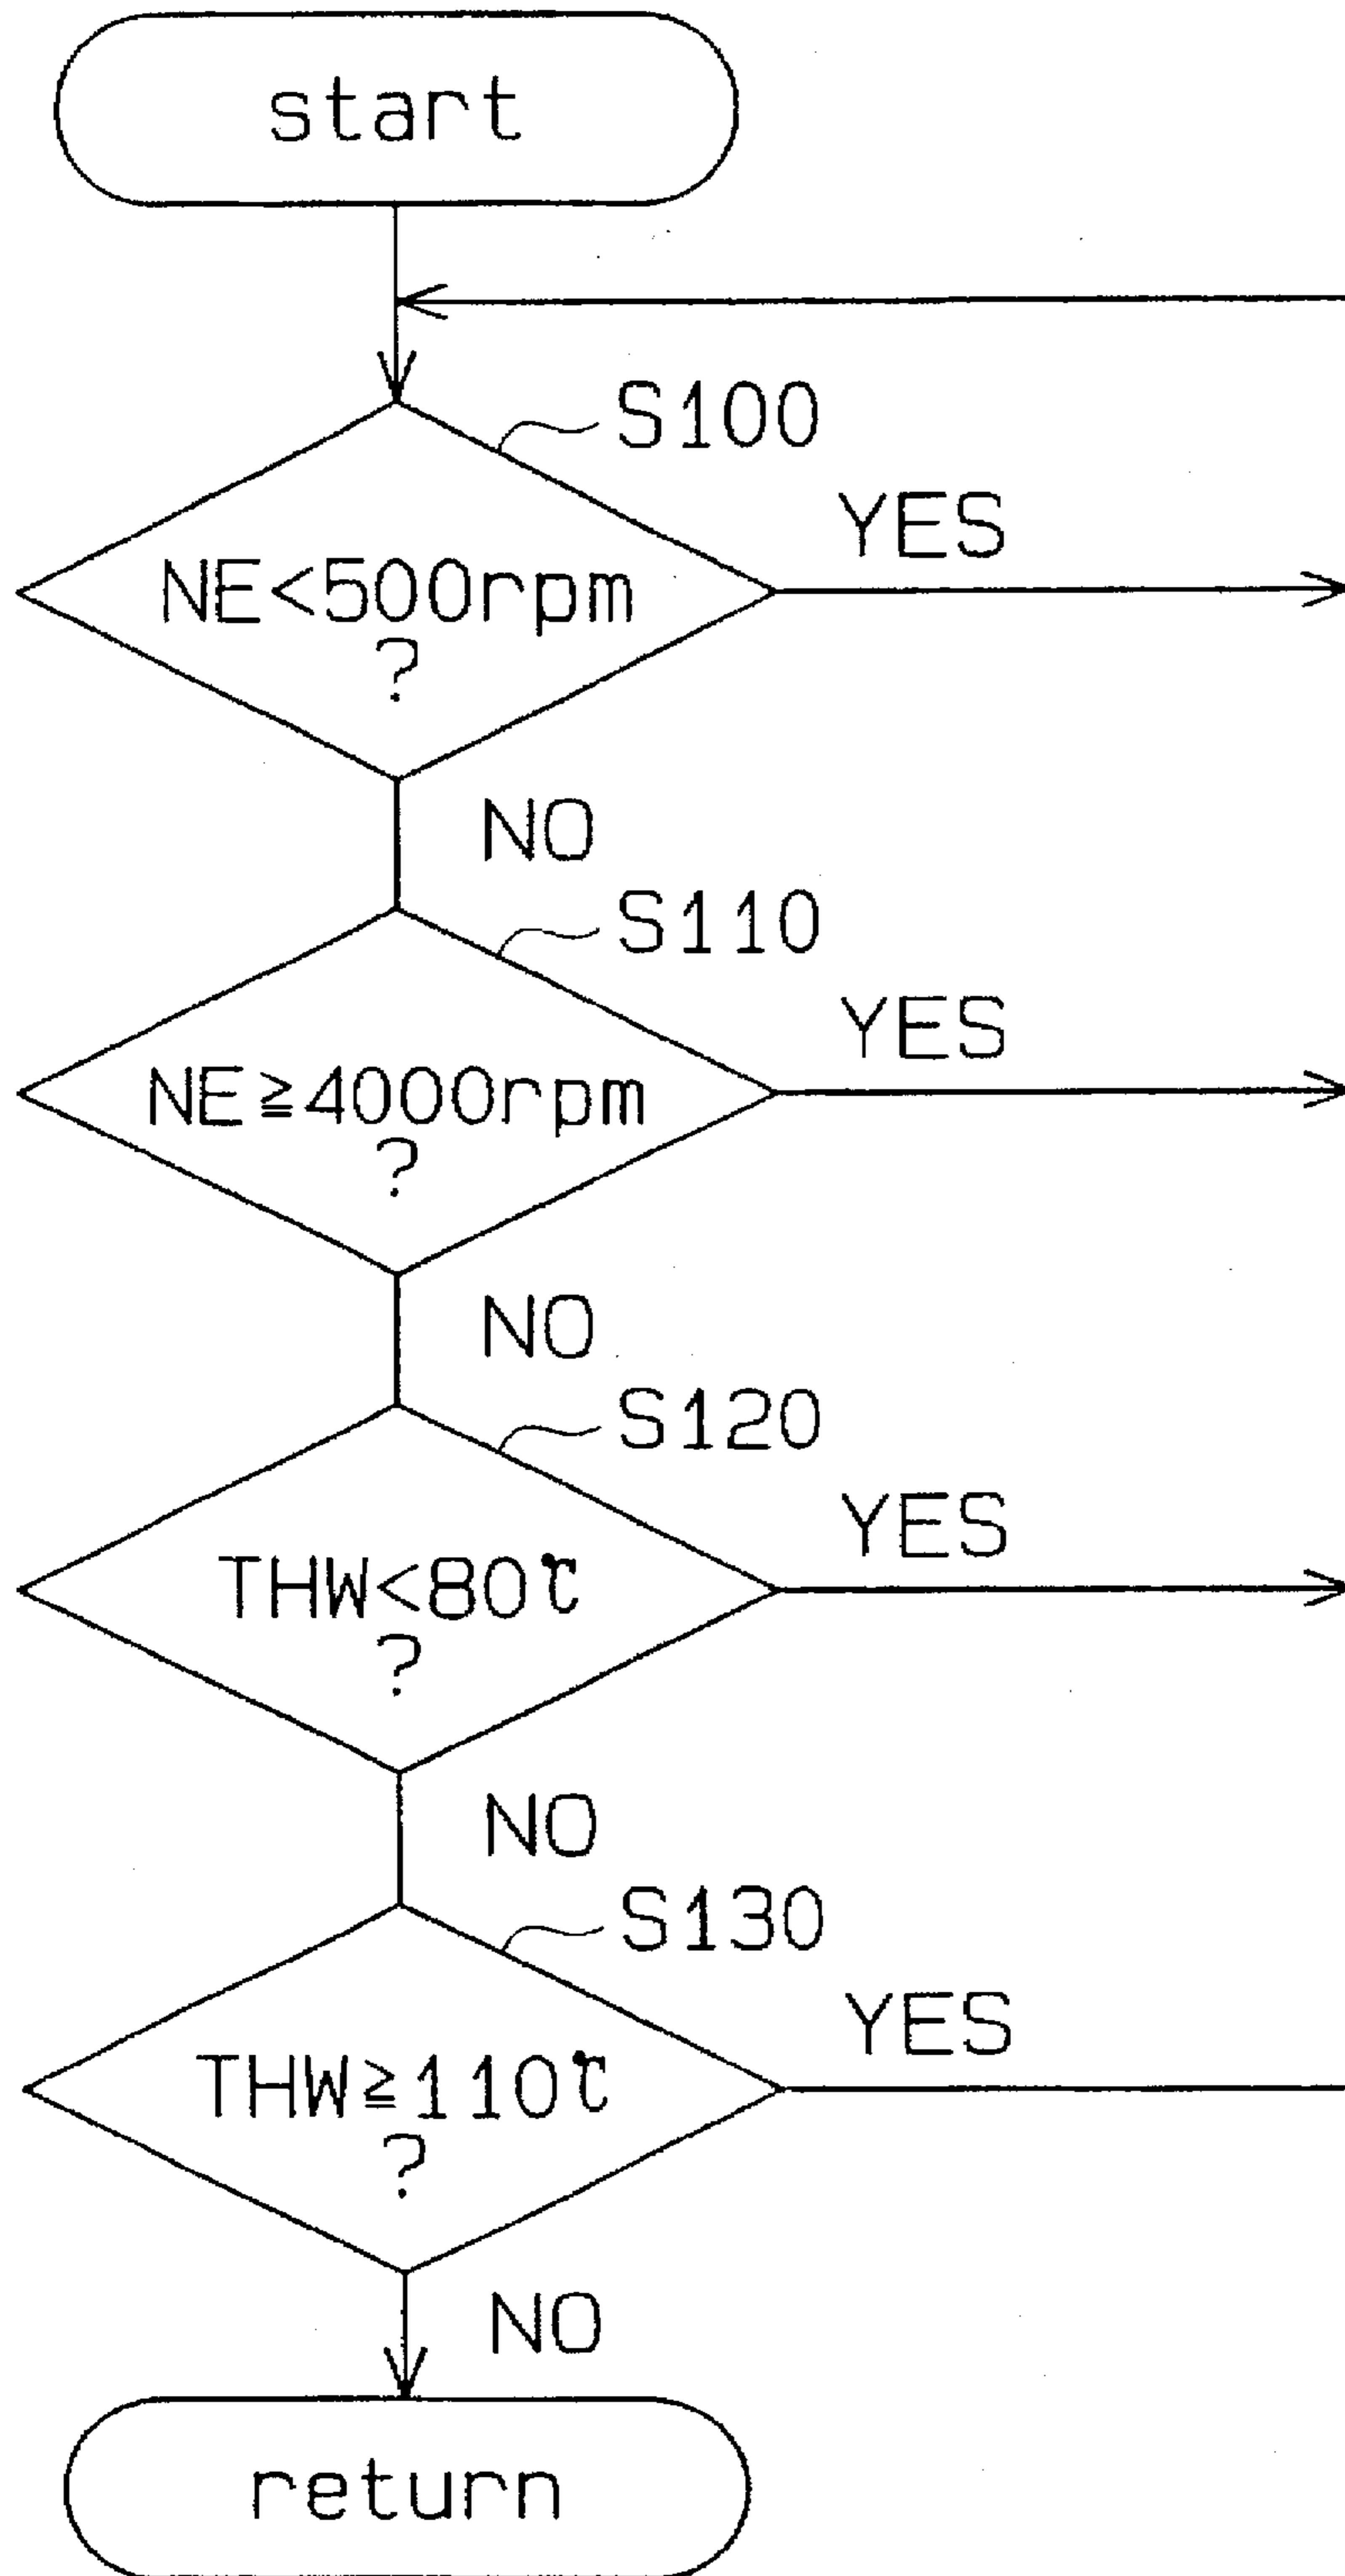 start
S100
YES
NE<500rpm
?
NO
S110
YES
NE≧4000rpm
?
NO
S120
YES
THW<80℃
?
NO
S130
YES
THW≧110℃
?
NO
return